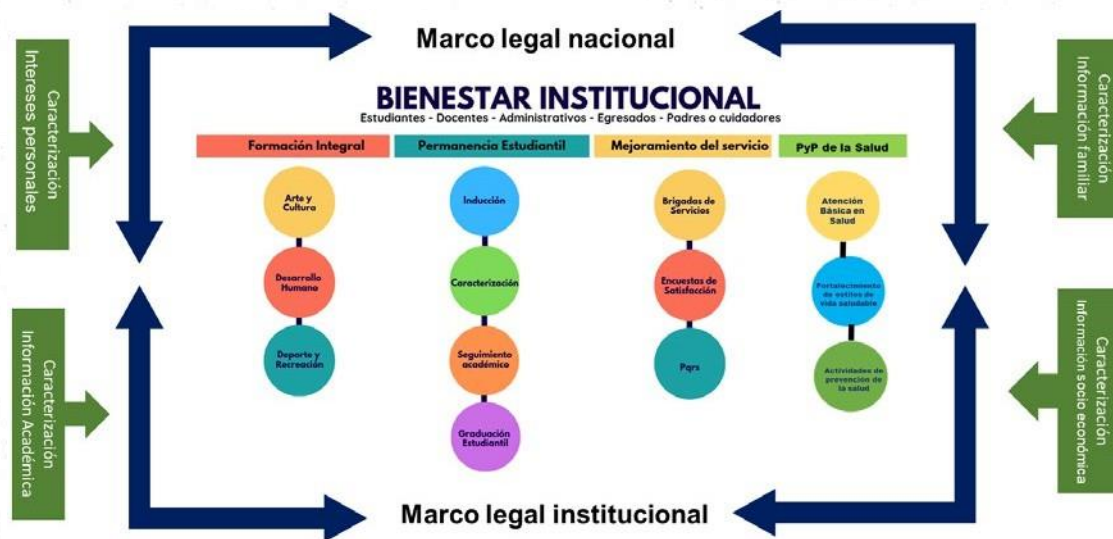 Marco legal nacional
Caracterización
Intereses personales
Caracterización
Información familiar
BIENESTAR INSTITUCIONAL
Estudiantes - Docentes - Administrativos - Egresados - Padres o cuidadores
Formación Integral
Permanencia Estudiantil
Mejoramiento del servicio
PyP de la Salud
Arte y
Cultura
Desarrollo
Humano
Deporte y
Recreación
Inducción
Caracterización
Seguimiento
académico
Graduación
Estudiantil
Brigadas de
Servicios
Encuestas de
Satisfacción
Pqrs
Atención
Básica en
Salud
Fortalecimiento
de estilos de
vida saludable
Actividades de
prevención de
la salud
Caracterización
Información Académica
Caracterización
Información socio económica
Marco legal institucional